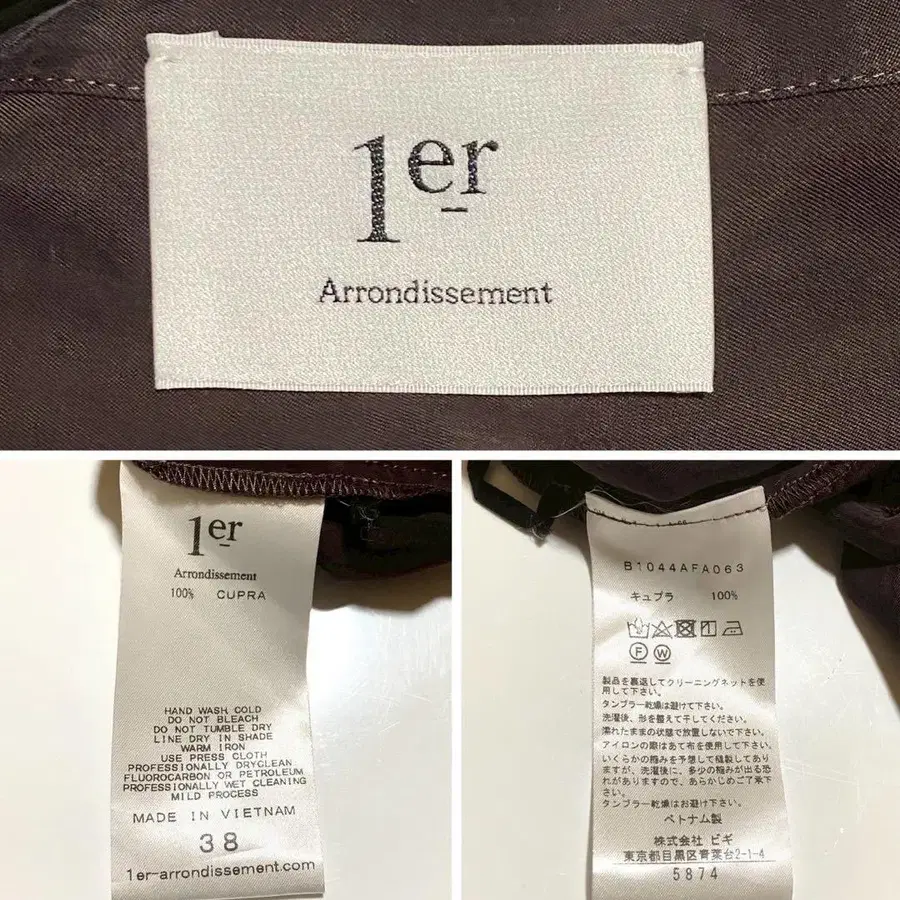 1er
Arrondissement
1er
Arrondissement
100% CUPRA
HAND WASH COLD
DO NOT BLEACH
DO NOT TUMBLE DRY
LINE DRY IN SHADE
WARM IRON
USE PRESS CLOTH
PROFESSIONALLY DRYCLEAN
FLUOROCARBON OR PETROLEUM
PROFESSIONALLY WET CLEANING
MILD PROCESS
MADE IN VIETNAM
38
1er-arrondissement.com
B1044AFA063
キュプラ 100%
F W
製品を裏返してクリーニングネットを使
用して下さい。
タンブラー乾燥は避けて下さい。
洗濯後、形を整えて干してください。
濡れたままの状態で放置しないで下さい。
アイロンの際はあて布を使用して下さい。
いくらかの縮みを予想して縫製してあり
ますが、洗濯後に、多少の縮みが出る恐
れがありますので、あらかじめご了承下
さい。
タンブラー乾燥はお避け下さい。
ベトナム製
株式会社 ビギ
東京都目黒区青葉台2-1-4
5874